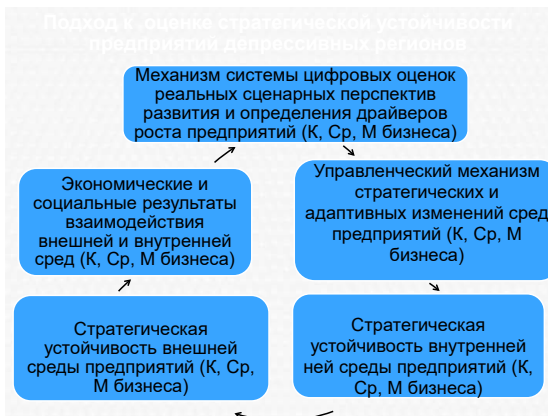 Подход к оценке стратегической устойчивости
предприятий депрессивных регионов
Механизм системы цифровых оценок
реальных сценарных перспектив
развития и определения драйверов
роста предприятий (К, Ср, М бизнеса)
Экономические и
социальные результаты
взаимодействия
внешней и внутренней
сред (К, Ср, М бизнеса)
Управленческий механизм
стратегических и
адаптивных изменений сред
предприятий (К, Ср, М
бизнеса)
Стратегическая
устойчивость внешней
среды предприятий (К, Ср,
М бизнеса)
Стратегическая
устойчивость внутренней
ней среды предприятий (К,
Ср, М бизнеса)